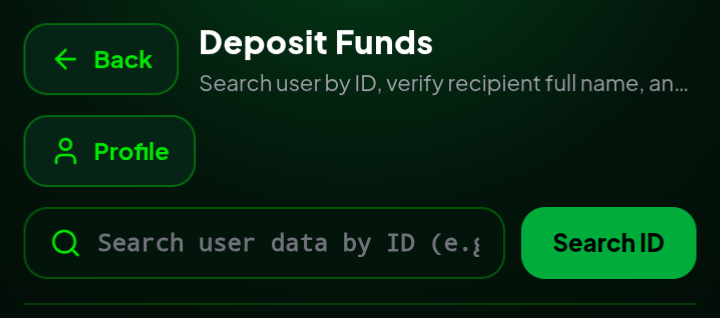 Back
Deposit Funds
Search user by ID, verify recipient full name, an...
Profile
Search user data by ID (e.g
Search ID